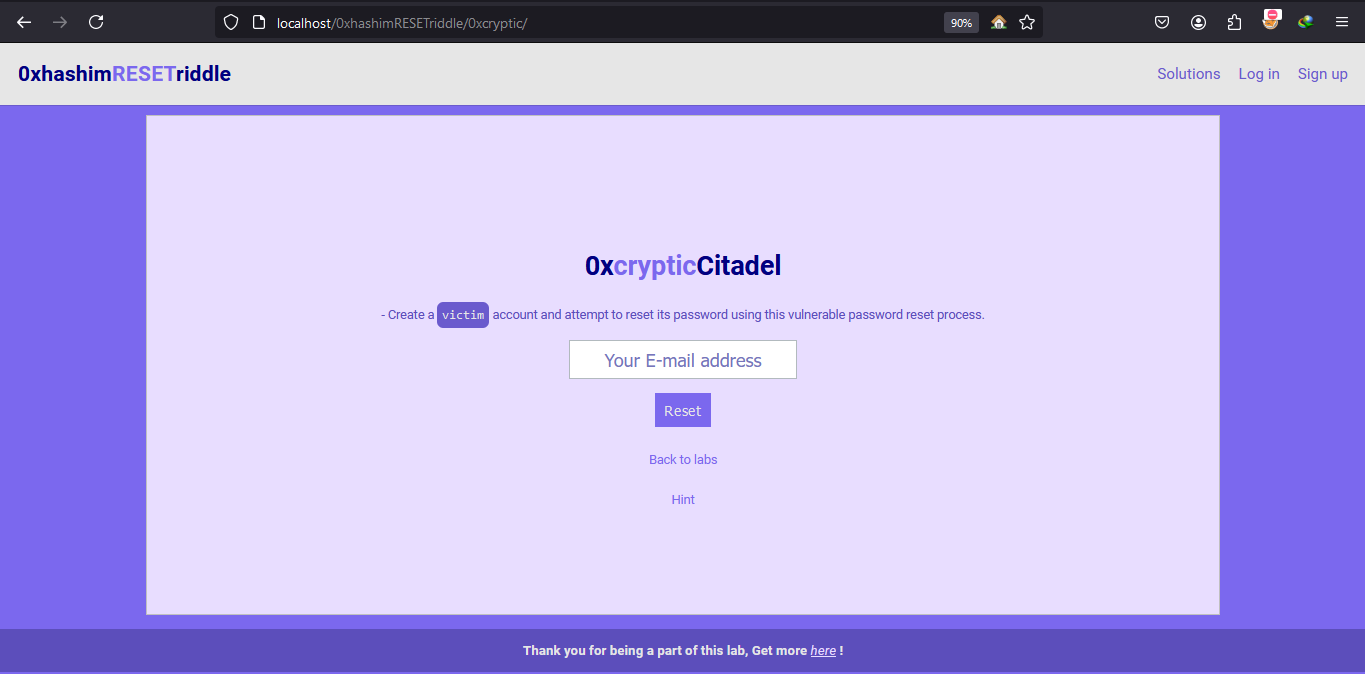 localhost/0xhashimRESETriddle/0xcryptic/ 90%
0xhashimRESETriddle Solutions Log in Sign up
0xcrypticCitadel
- Create a victim account and attempt to reset its password using this vulnerable password reset process.
Your E-mail address
Reset
Back to labs
Hint
Thank you for being a part of this lab, Get more here !